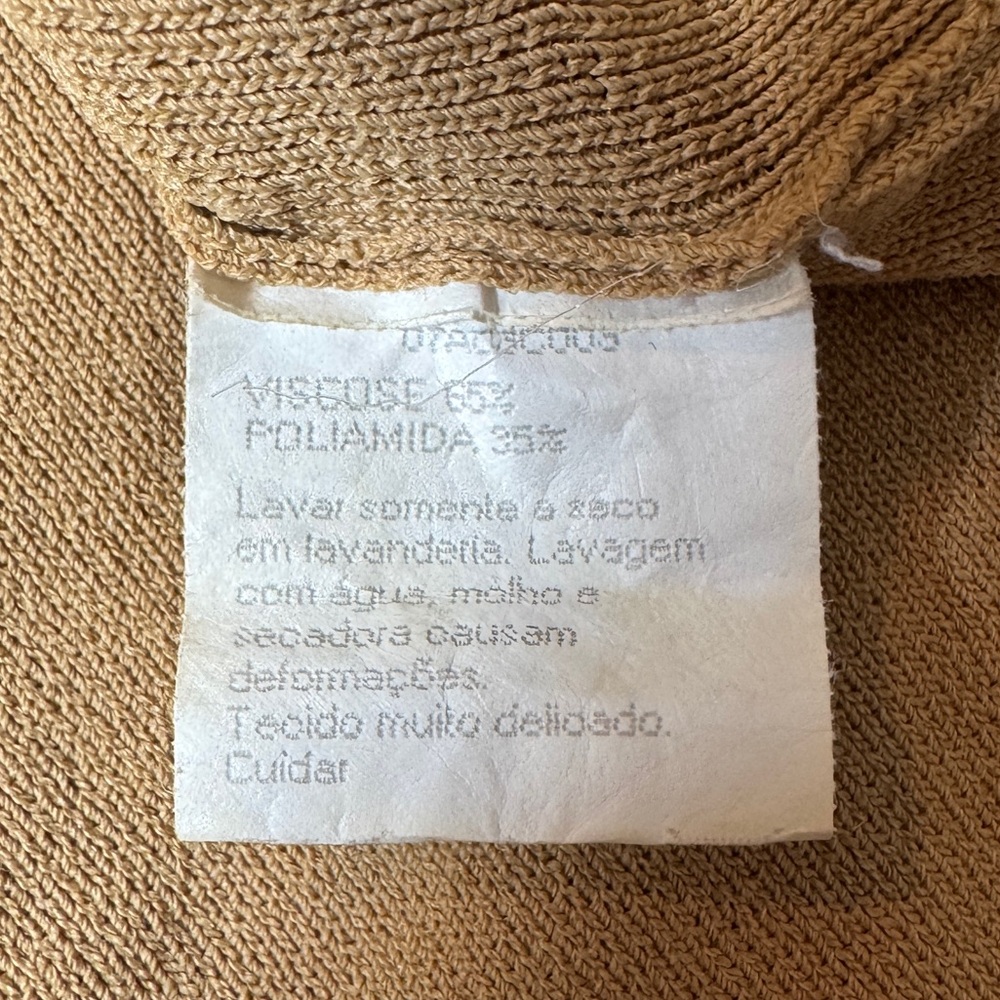 VISCOSE 65%
POLIAMIDA 35%
Lavar somente a seco
em lavanderia. Lavagem
com água, molho e
secadora causam
deformações.
Tecido muito delicado.
Cuidar